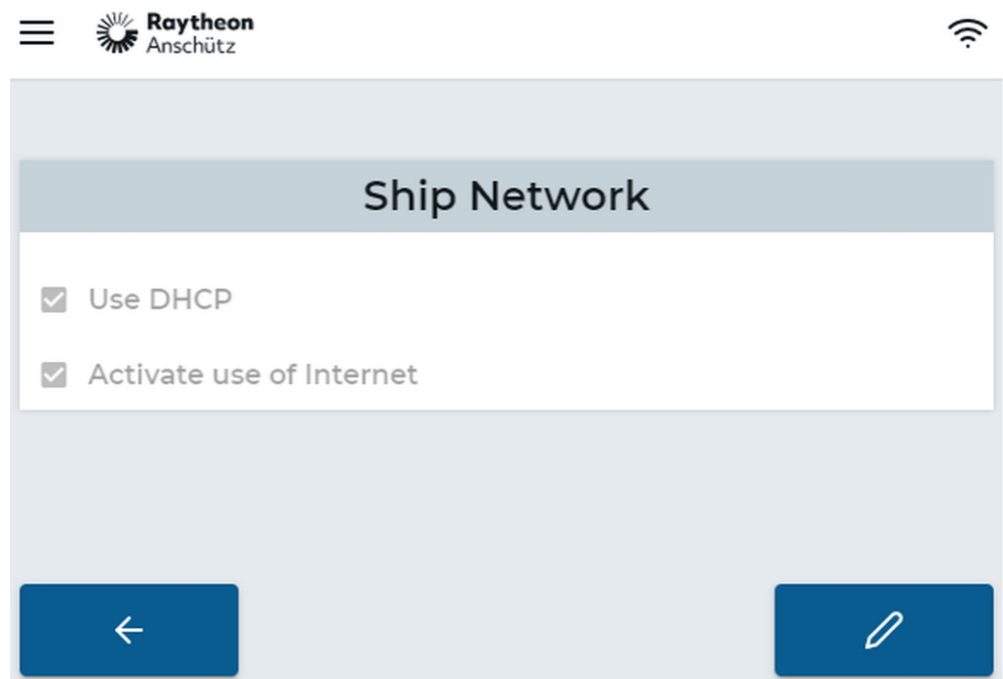 Raytheon
Anschütz
Ship Network
Use DHCP
Activate use of Internet